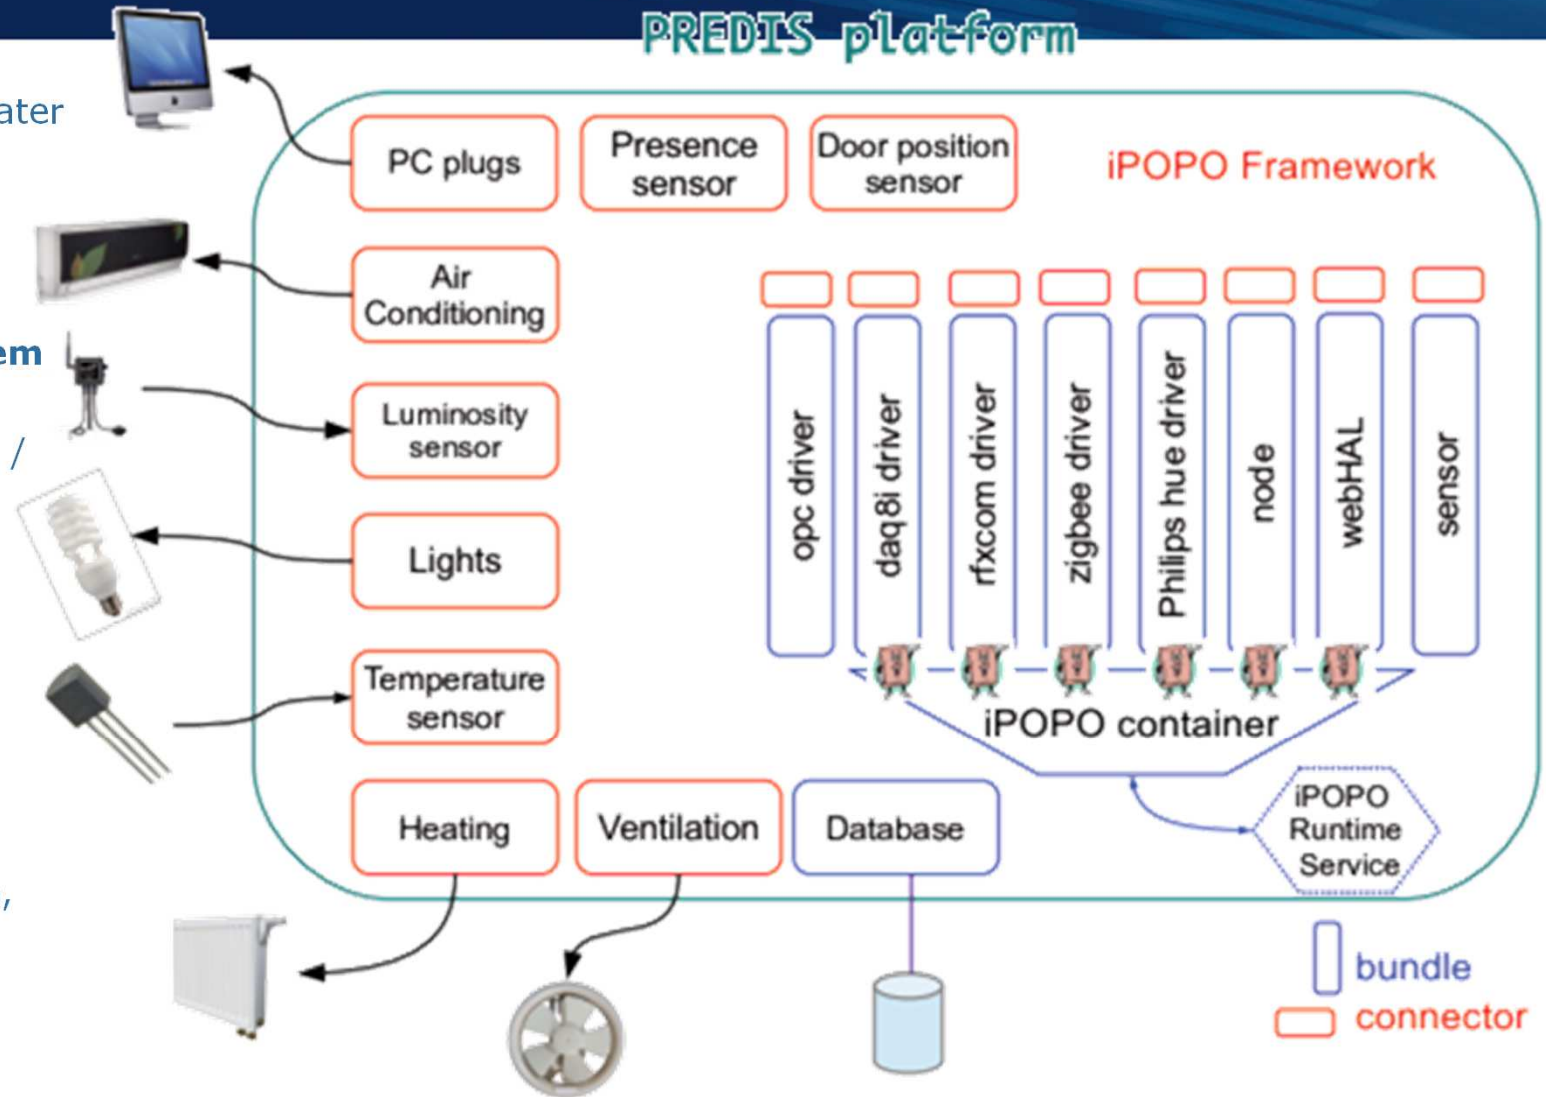 PREDIS platform
ater
em
/
,
PC plugs
Presence
sensor
Door position
sensor
iPOPO Framework
Air
Conditioning
Luminosity
sensor
Lights
Temperature
sensor
Heating
Ventilation
Database
opc driver
daq8i driver
rfxcom driver
zigbee driver
Philips hue driver
node
webHAL
sensor
iPOPO container
iPOPO
Runtime
Service
bundle
connector